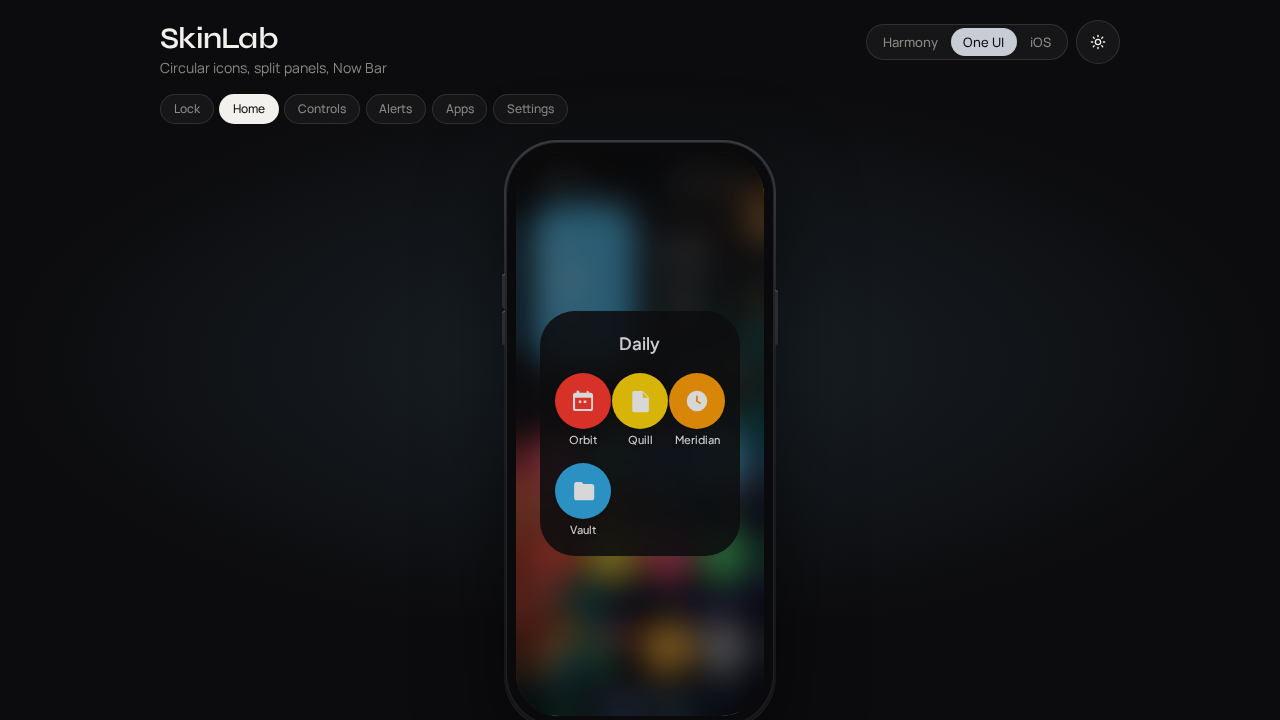 SkinLab
Harmony One UI iOS
Circular icons, split panels, Now Bar
Lock Home Controls Alerts Apps Settings
Daily
Orbit Quill Meridian
Vault